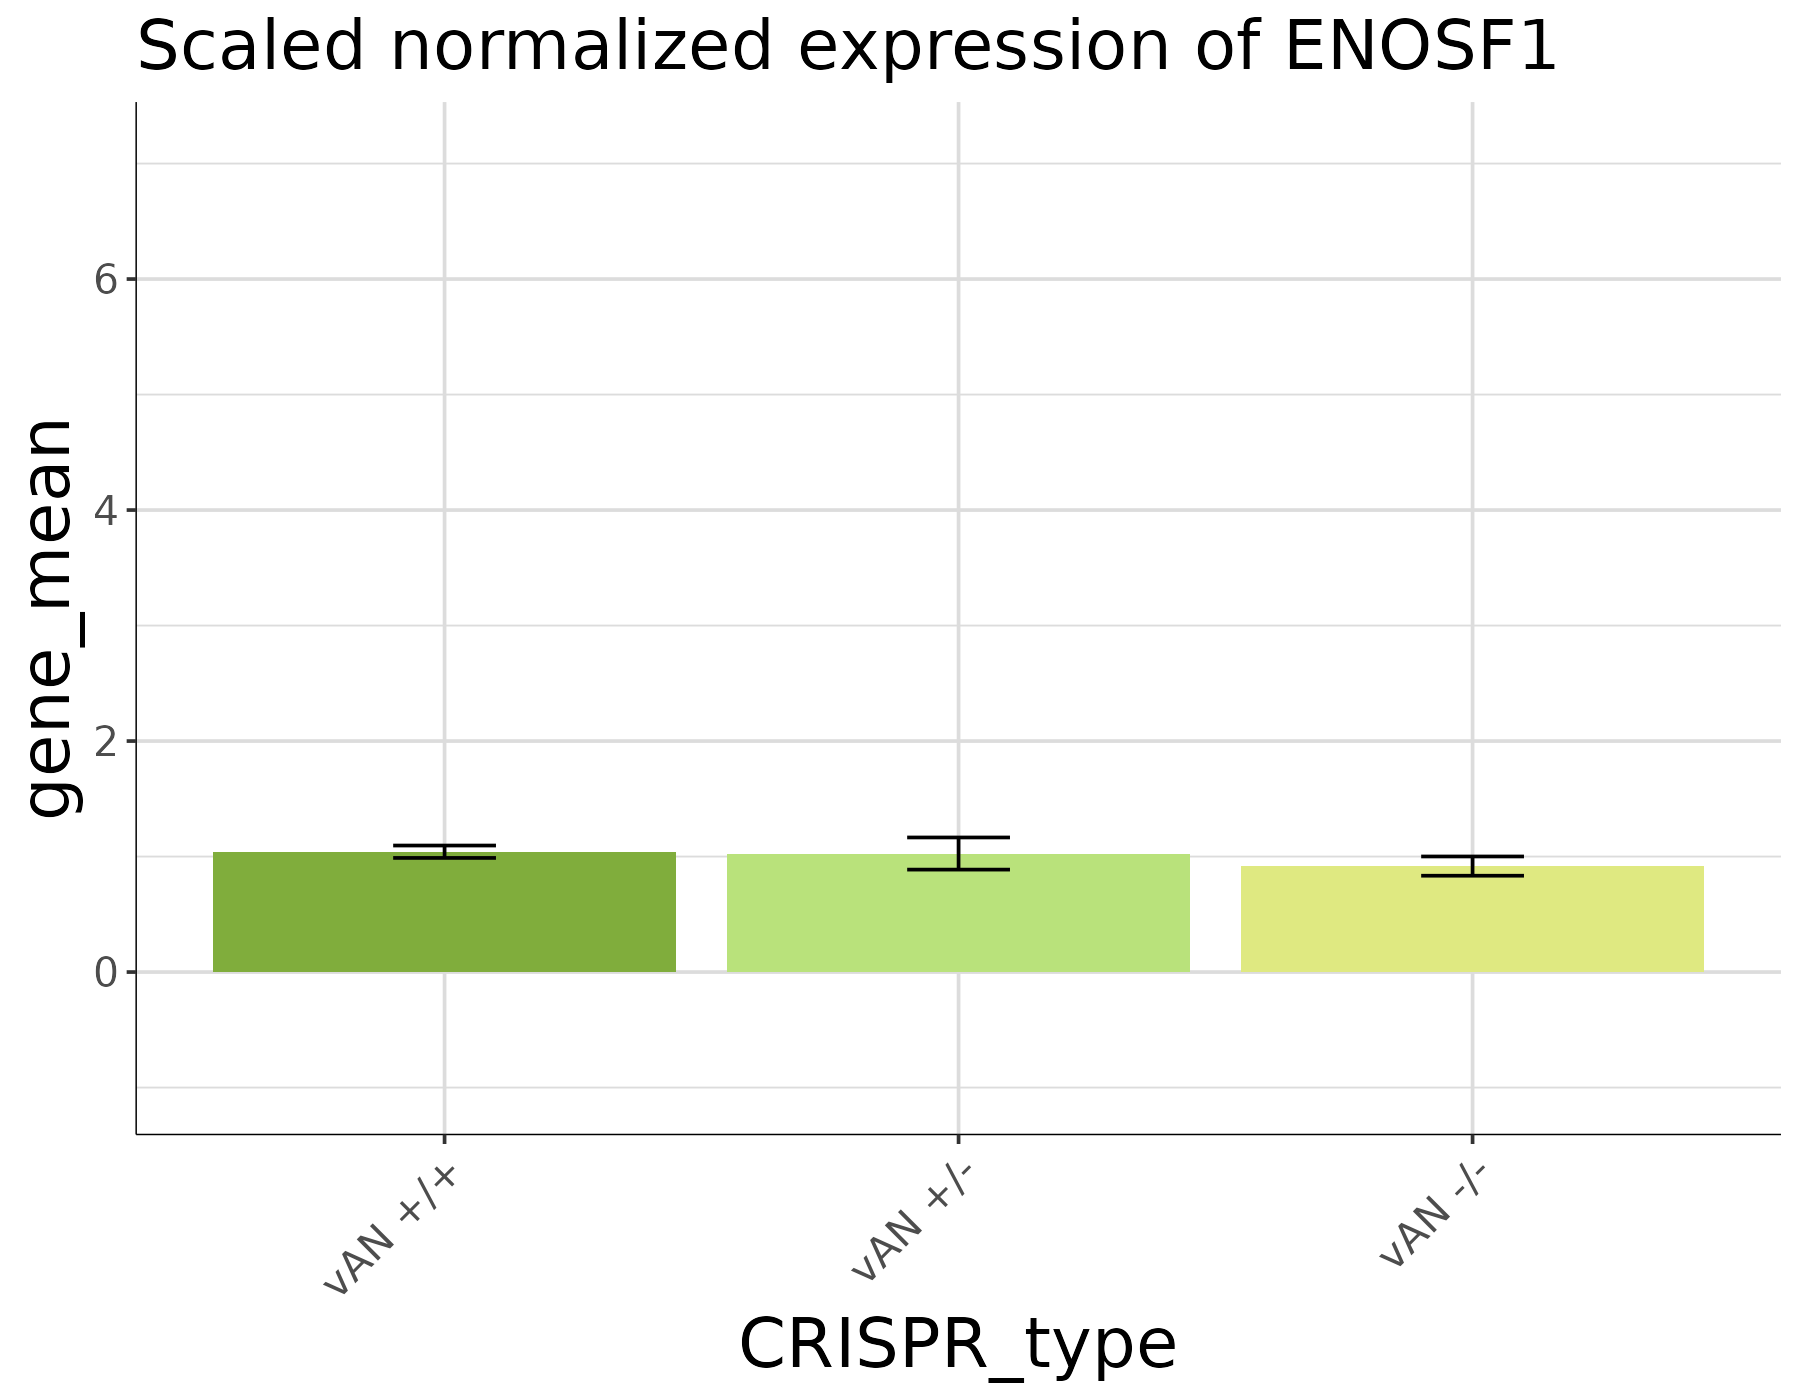 Scaled normalized expression of ENOSF1
gene_mean
6
4
2
0
vAN +/+
vAN +/-
vAN -/-
CRISPR_type